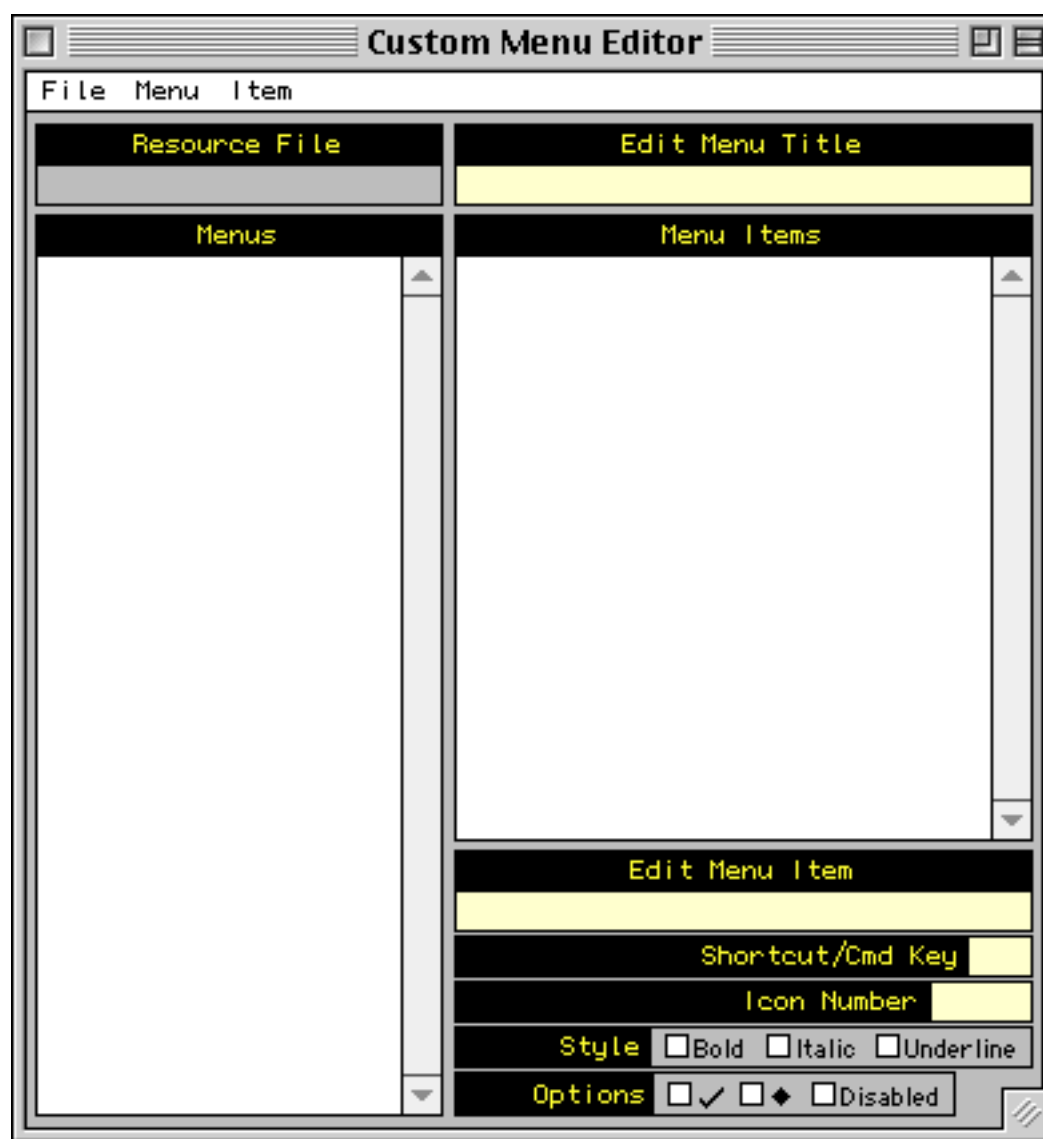 Custom Menu Editor
File Menu Item
Resource File
Edit Menu Title
Menus
Menu Items
Edit Menu Item
Shortcut/Cmd Key
Icon Number
Style Bold Italic Underline
Options ✓ ◆ Disabled